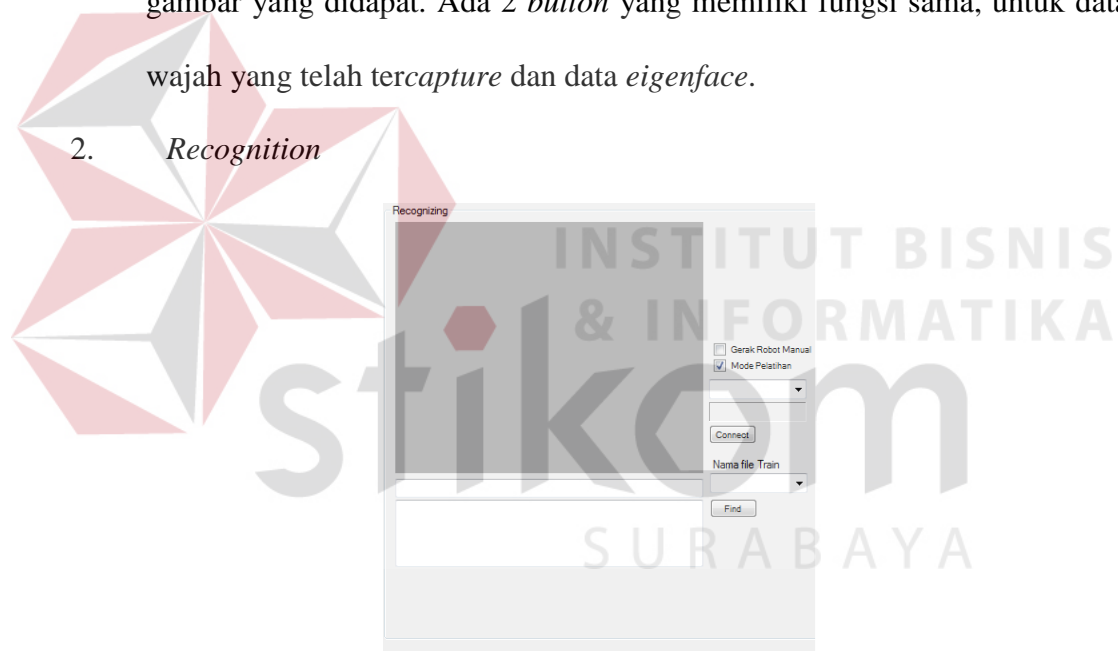 gambar yang didapat. Ada 2 button yang memiliki fungsi sama, untuk data
wajah yang telah tercapture dan data eigenface.
2. Recognition
Recognizing
INSTITUT BISNIS
& INFORMATIKA
stikom
SURABAYA
Gerak Robot Manual
Mode Pelatihan
Connect
Nama file Train
Find